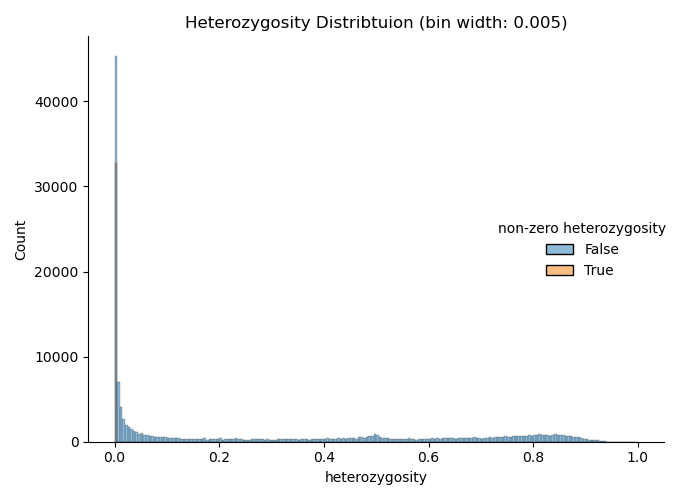 Heterozygosity Distribtuion (bin width: 0.005)
40000
30000
20000
10000
0
Count
non-zero heterozygosity
False
True
0.0 0.2 0.4 0.6 0.8 1.0
heterozygosity